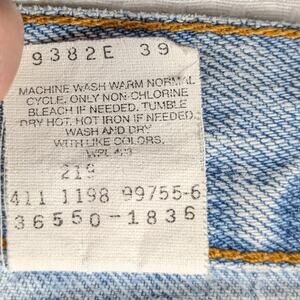 9382E 39
MACHINE WASH WARM NORMAL
CYCLE, ONLY NON-CHLORINE
BLEACH IF NEEDED. TUMBLE
DRY HOT. HOT IRON IF NEEDED.
WASH AND DRY
WITH LIKE COLORS.
WPL 423
219
411 1198 99755-6
36550-1836